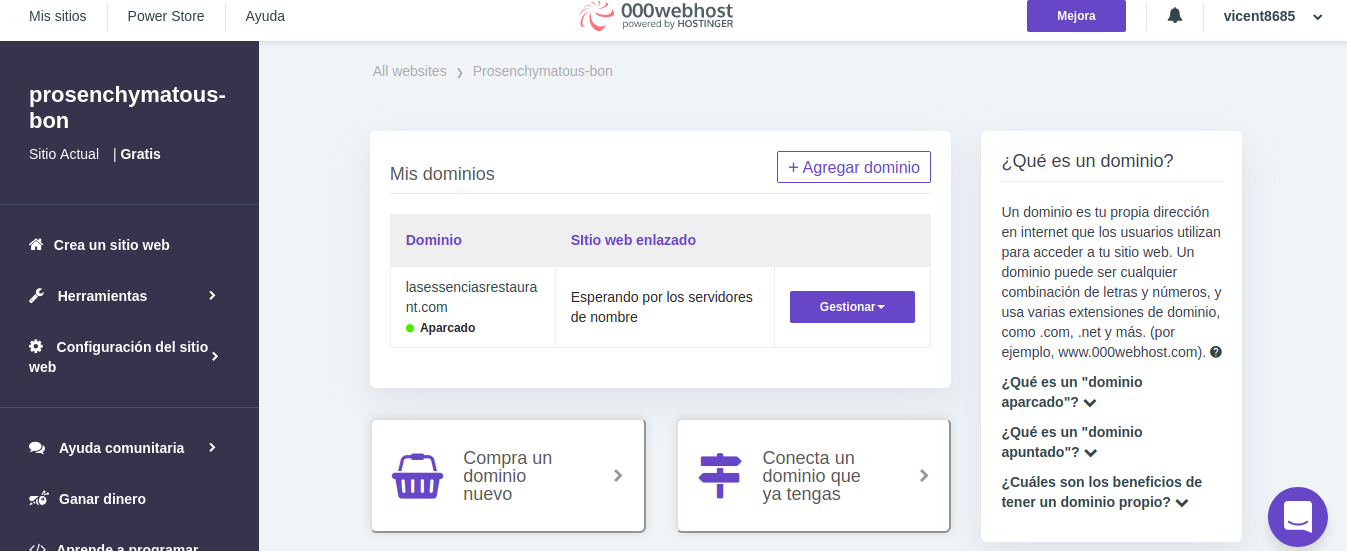 Mis sitios
Power Store
Ayuda
000webhost
powered by HOSTINGER
Mejora
vicent8685
prosenchymatous-
bon
Sitio Actual | Gratis
Crea un sitio web
Herramientas
Configuración del sitio
web
Ayuda comunitaria
Ganar dinero
Aprende a programar
All websites
Prosenchymatous-bon
Mis dominios
+ Agregar dominio
Dominio
SItio web enlazado
lasessenciasrestaura
nt.com
Aparcado
Esperando por los servidores
de nombre
Gestionar
Compra un
dominio
nuevo
Conecta un
dominio que
ya tengas
¿Qué es un dominio?
Un dominio es tu propia dirección
en internet que los usuarios utilizan
para acceder a tu sitio web. Un
dominio puede ser cualquier
combinación de letras y números, y
usa varias extensiones de dominio,
como .com, .net y más. (por
ejemplo, www.000webhost.com).
¿Qué es un "dominio
aparcado"?
¿Qué es un "dominio
apuntado"?
¿Cuáles son los beneficios de
tener un dominio propio?